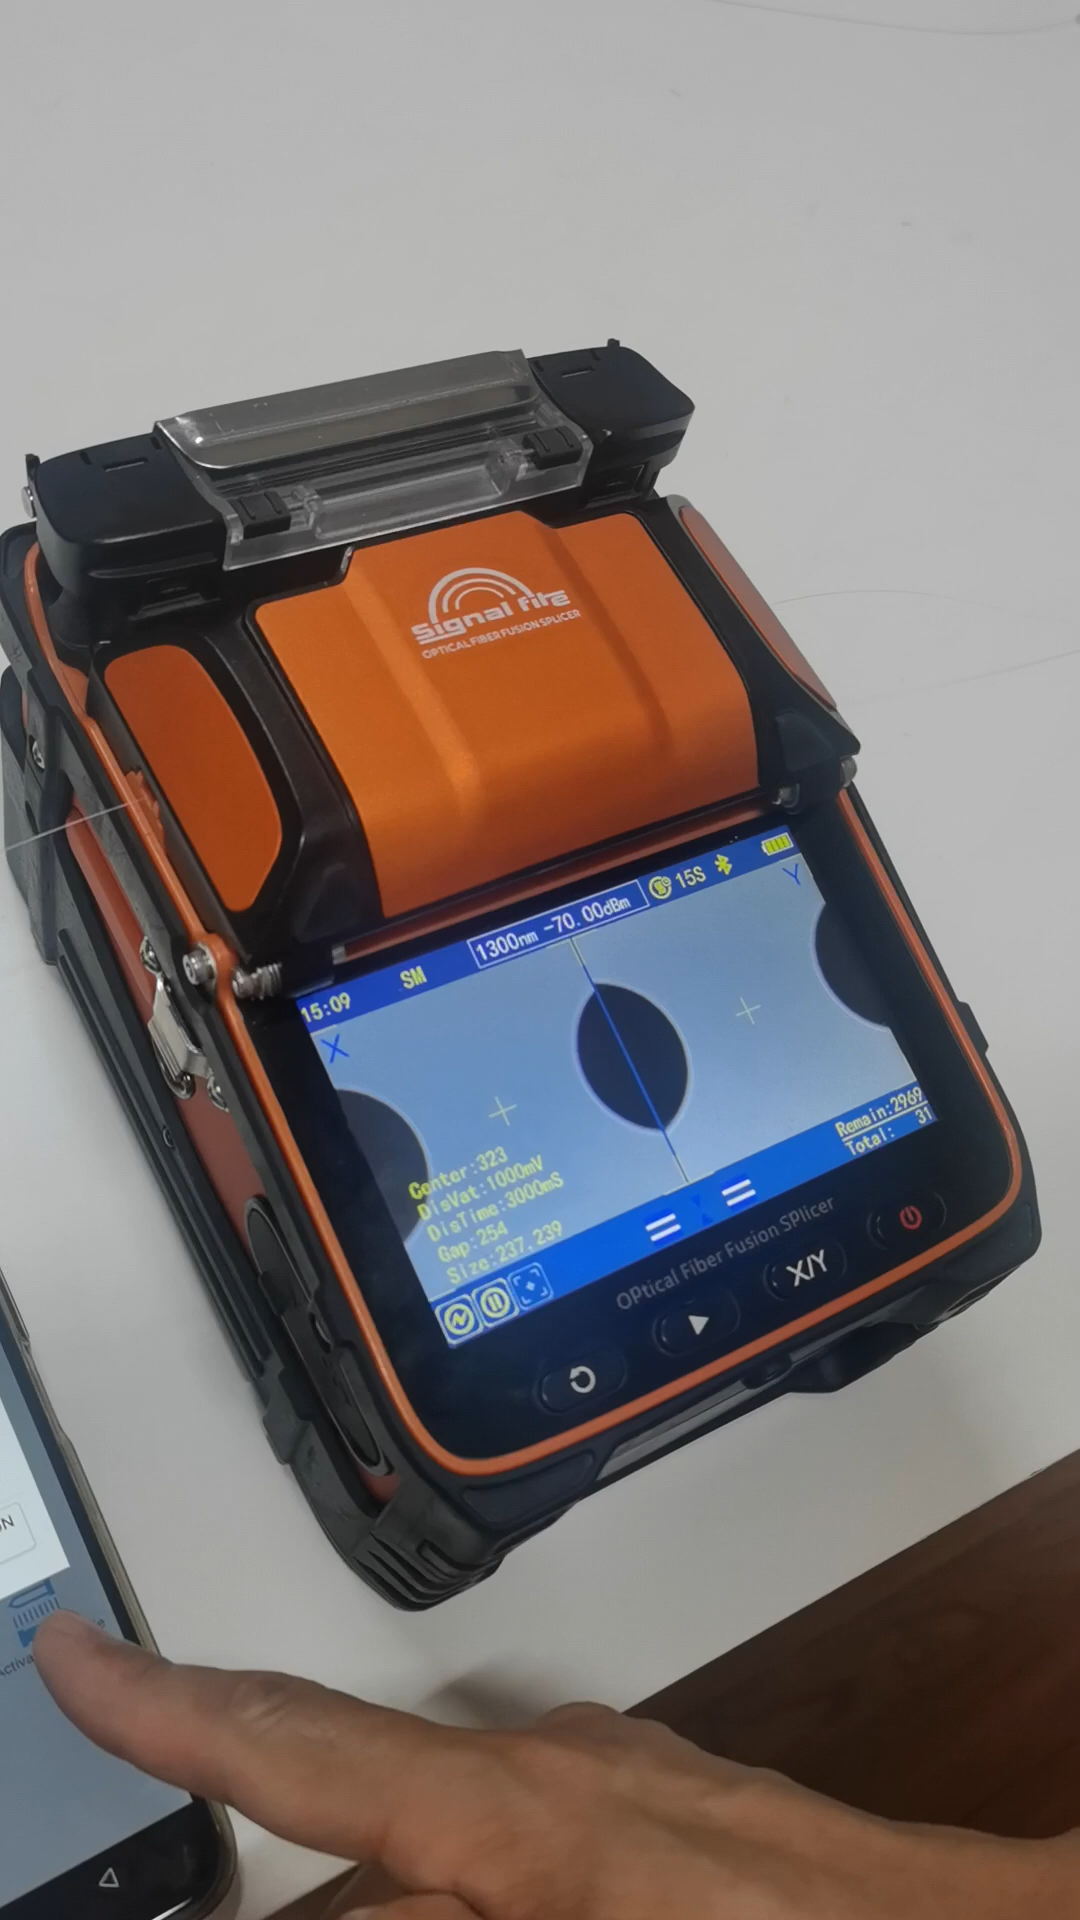 Signal fire
OPTICAL FIBER FUSION SPLICER
15:09
SM
1300nm -70.00dBm
15S
X
Y
Center:323
DisVat:1000mV
DisTime:3000mS
Gap:254
Size:237,239
Remain:2969
Total: 31
OPtical Fiber Fusion SPlicer
X/Y